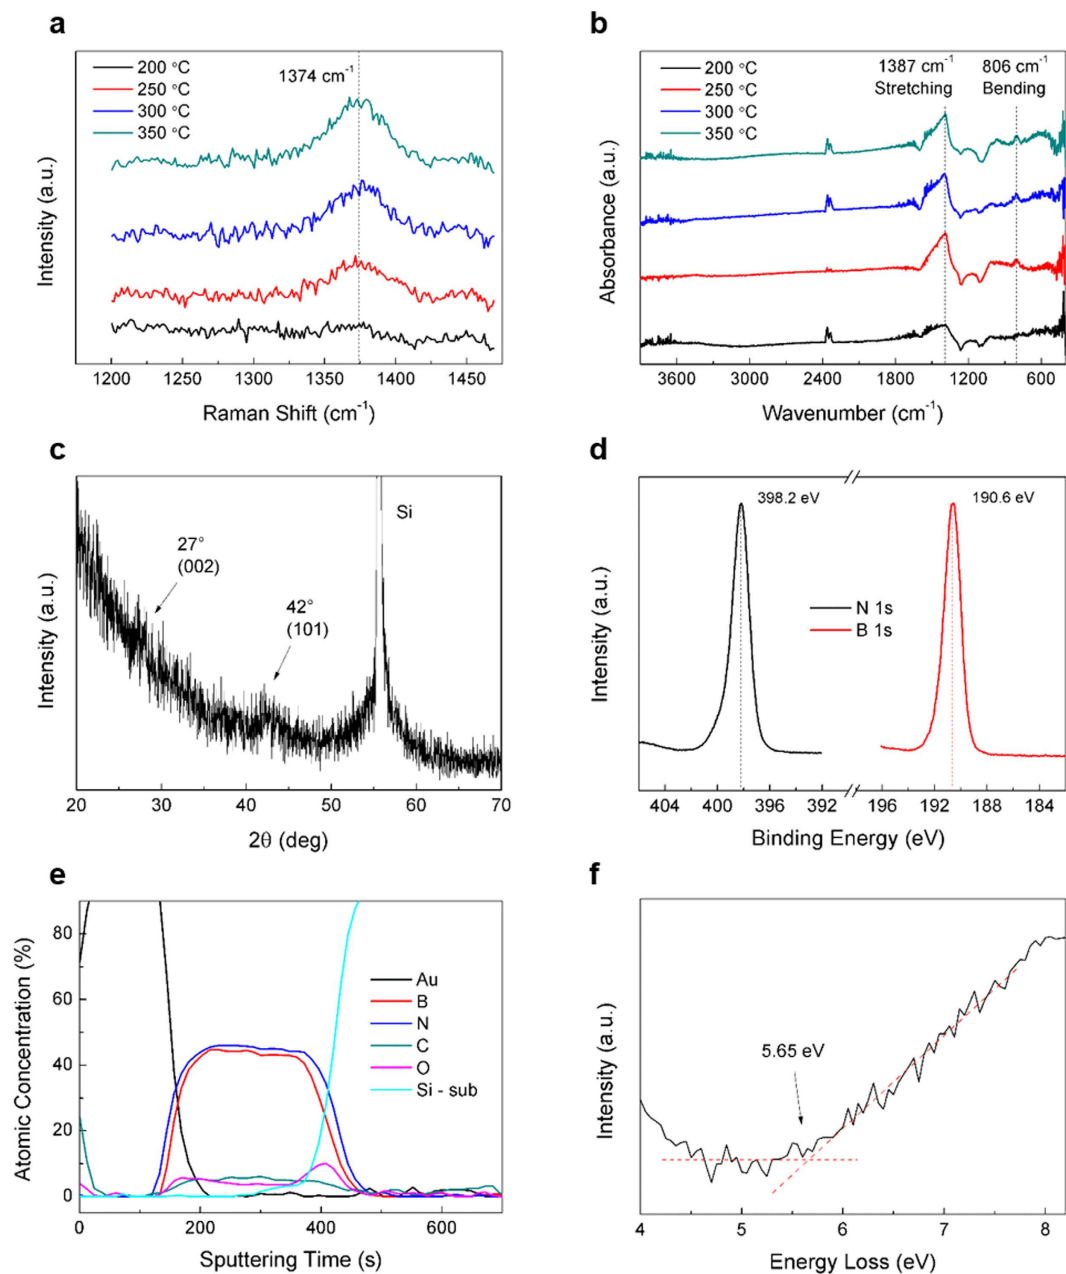 a
200 °C
250 °C
300 °C
350 °C
1374 cm⁻¹
Intensity (a.u.)
1200 1250 1300 1350 1400 1450
Raman Shift (cm⁻¹)
b
200 °C
250 °C
300 °C
350 °C
1387 cm⁻¹
Stretching
806 cm⁻¹
Bending
Absorbance (a.u.)
3600 3000 2400 1800 1200 600
Wavenumber (cm⁻¹)
c
27°
(002)
42°
(101)
Si
Intensity (a.u.)
20 30 40 50 60 70
2θ (deg)
d
398.2 eV
190.6 eV
N 1s
B 1s
Intensity (a.u.)
404 400 396 392 196 192 188 184
Binding Energy (eV)
e
80
60
40
20
0
Au
B
N
C
O
Si - sub
Atomic Concentration (%)
0 200 400 600
Sputtering Time (s)
f
5.65 eV
Intensity (a.u.)
4 5 6 7 8
Energy Loss (eV)